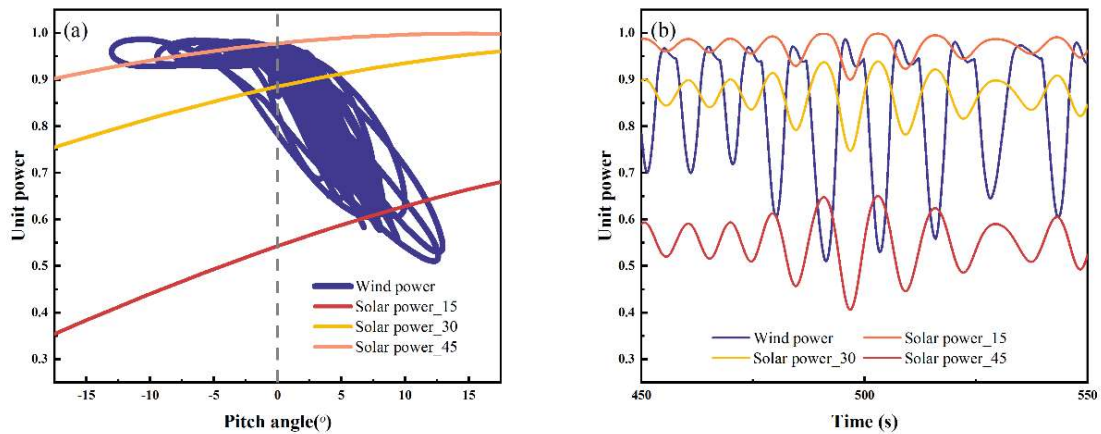 (a)
Unit power
1.0
0.9
0.8
0.7
0.6
0.5
0.4
0.3
Wind power
Solar power_15
Solar power_30
Solar power_45
-15 -10 -5 0 5 10 15
Pitch angle(o)
(b)
Unit power
1.0
0.9
0.8
0.7
0.6
0.5
0.4
0.3
Wind power Solar power_15
Solar power_30 Solar power_45
450 500 550
Time (s)